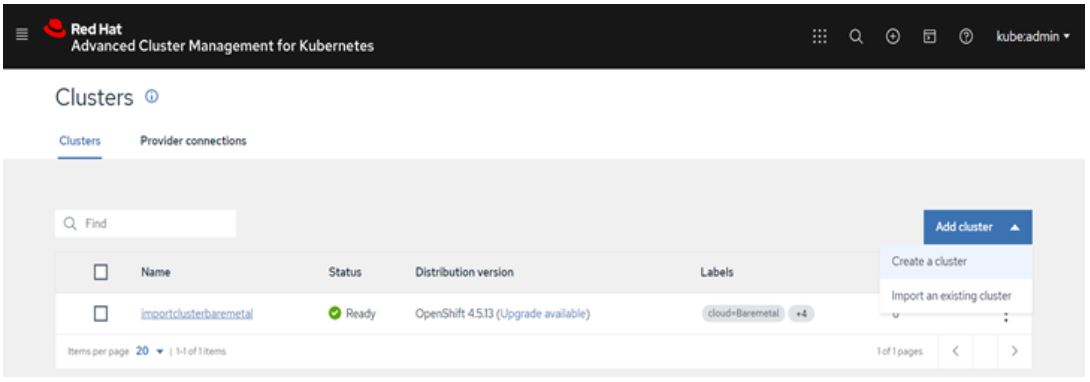 Red Hat
Advanced Cluster Management for Kubernetes
kube:admin
Clusters
Clusters Provider connections
Find
Add cluster
Create a cluster
Import an existing cluster
Name Status Distribution version Labels
importclusterbaremetal Ready OpenShift 4.5.13 (Upgrade available) cloud=Baremetal +4
Items per page 20 | 1-1 of 1 items 1 of 1 pages